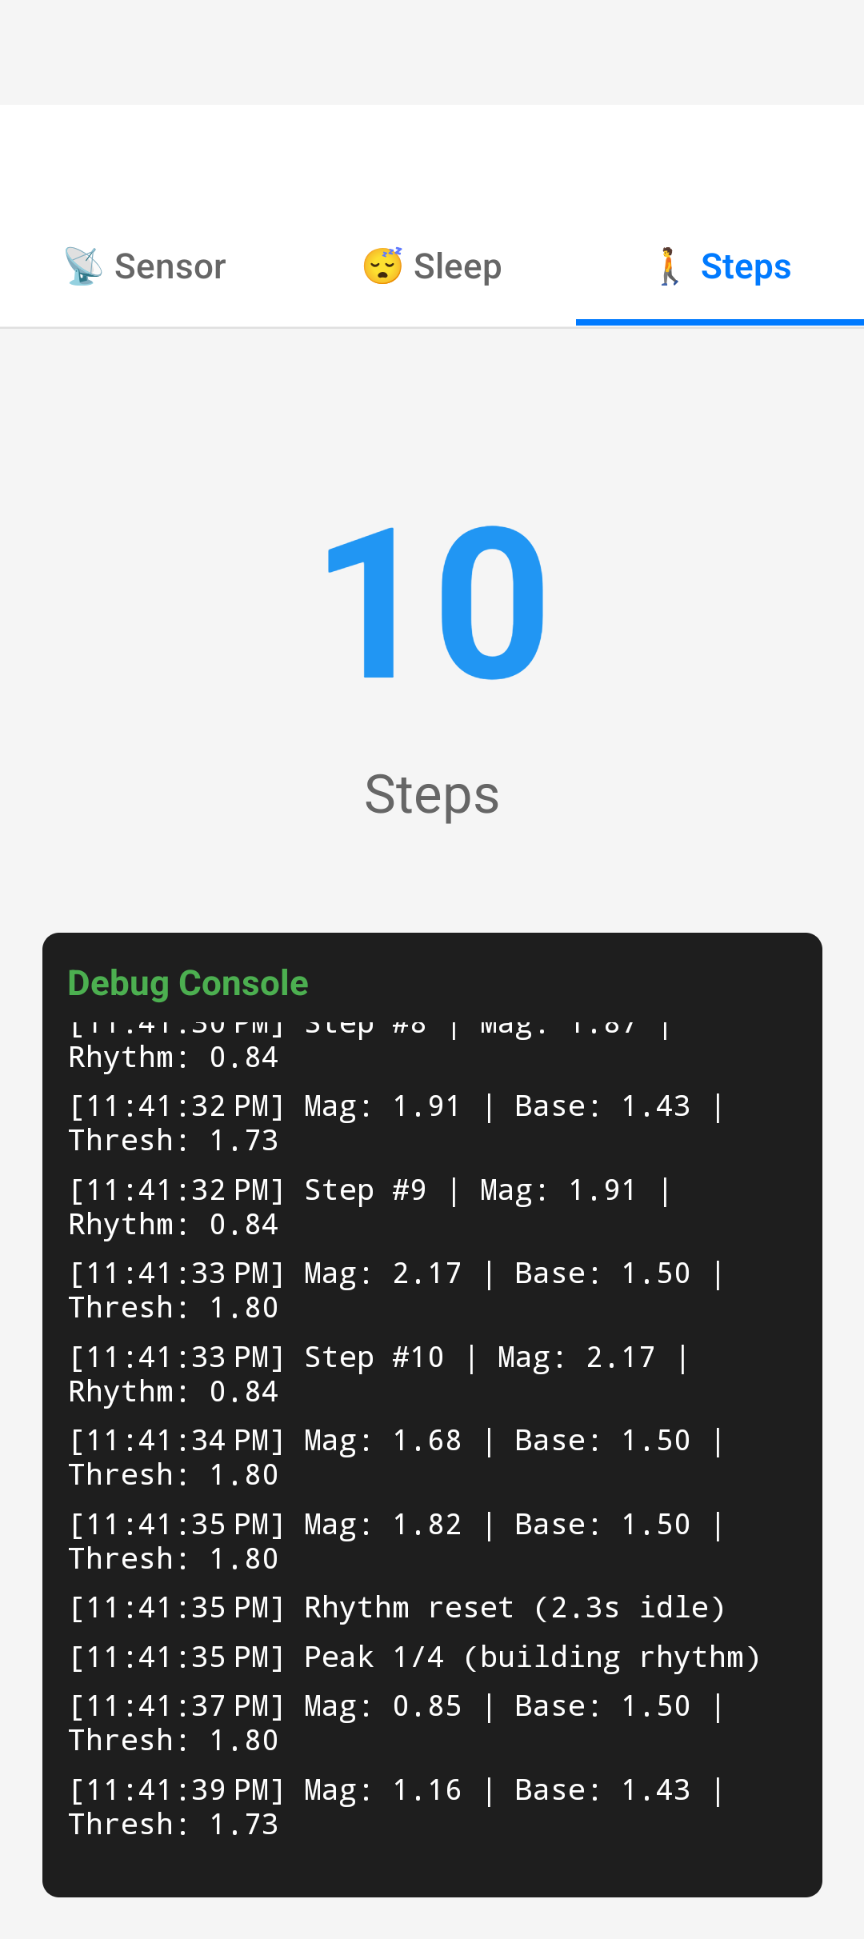 Sensor
Sleep
Steps
10
Steps
Debug Console
[11:41:30 PM] Step #8 | Mag: 1.87 |
Rhythm: 0.84
[11:41:32 PM] Mag: 1.91 | Base: 1.43 |
Thresh: 1.73
[11:41:32 PM] Step #9 | Mag: 1.91 |
Rhythm: 0.84
[11:41:33 PM] Mag: 2.17 | Base: 1.50 |
Thresh: 1.80
[11:41:33 PM] Step #10 | Mag: 2.17 |
Rhythm: 0.84
[11:41:34 PM] Mag: 1.68 | Base: 1.50 |
Thresh: 1.80
[11:41:35 PM] Mag: 1.82 | Base: 1.50 |
Thresh: 1.80
[11:41:35 PM] Rhythm reset (2.3s idle)
[11:41:35 PM] Peak 1/4 (building rhythm)
[11:41:37 PM] Mag: 0.85 | Base: 1.50 |
Thresh: 1.80
[11:41:39 PM] Mag: 1.16 | Base: 1.43 |
Thresh: 1.73